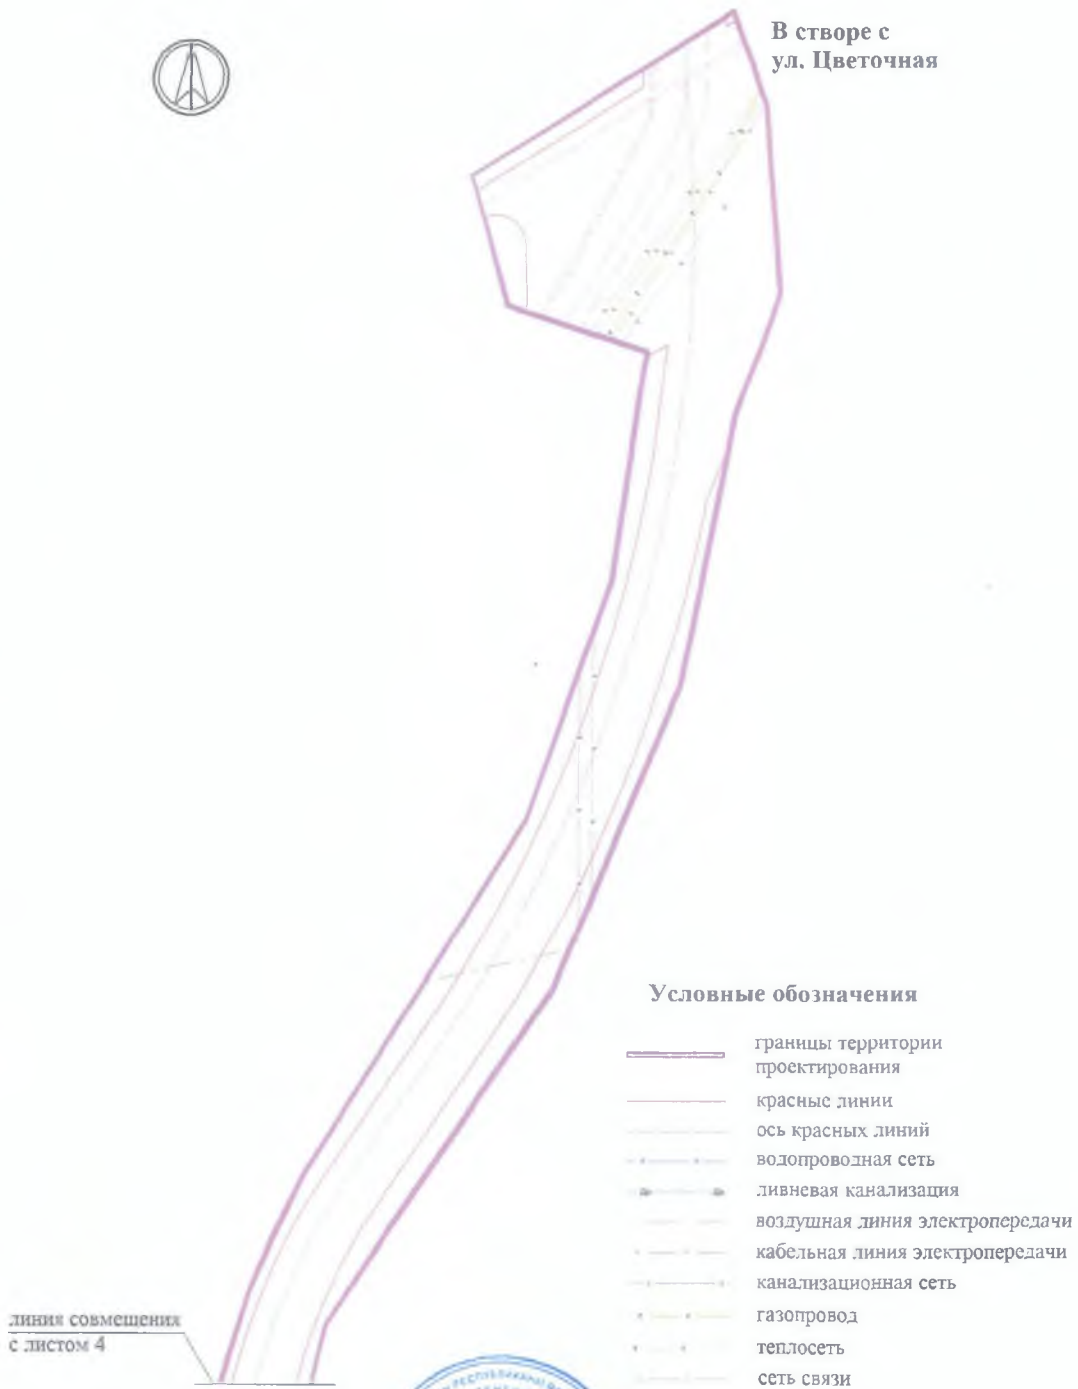 В створе с
ул. Цветочная
Условные обозначения
границы территории
проектирования
красные линии
ось красных линий
водопроводная сеть
ливневая канализация
воздушная линия электропередачи
кабельная линия электропередачи
канализационная сеть
газопровод
теплосеть
сеть связи
линия совмещения
с листом 4